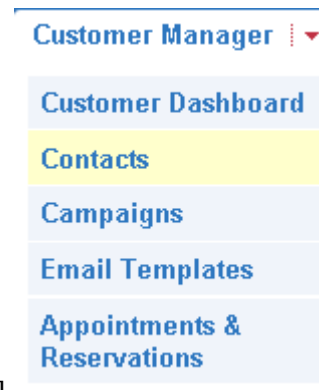 Customer Manager
Customer Dashboard
Contacts
Campaigns
Email Templates
Appointments &
Reservations